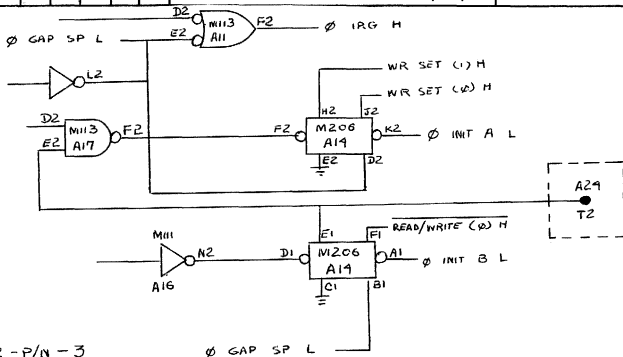 D2
M113
A11
F2
Ø IRG H
Ø GAP SP L
E2
L2
WR SET (1) H
WR SET (Ø) H
H2
J2
D2
M113
A17
F2
E2
F2
M206
A14
K2
Ø INIT A L
E2
D2
A24
T2
E1
F1
READ/WRITE (Ø) H
M111
N2
A16
D1
M206
A14
A1
Ø INIT B L
C1
B1
-P/N-3
Ø GAP SP L